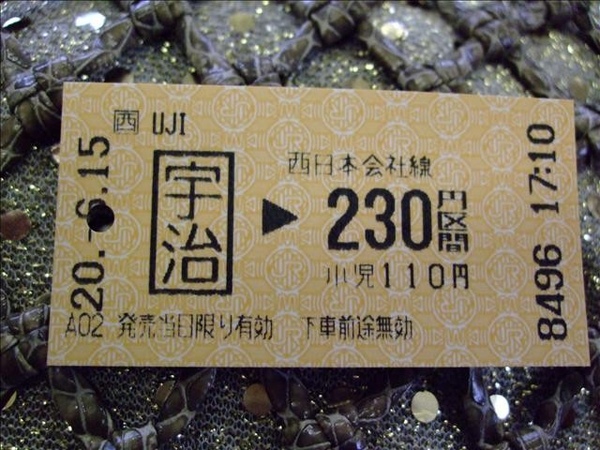 西 UJI
宇治
西日本会社線
▶ 230円区間
小児110円
A02 発売当日限り有効 下車前途無効
20.-6.15
8496 17:10